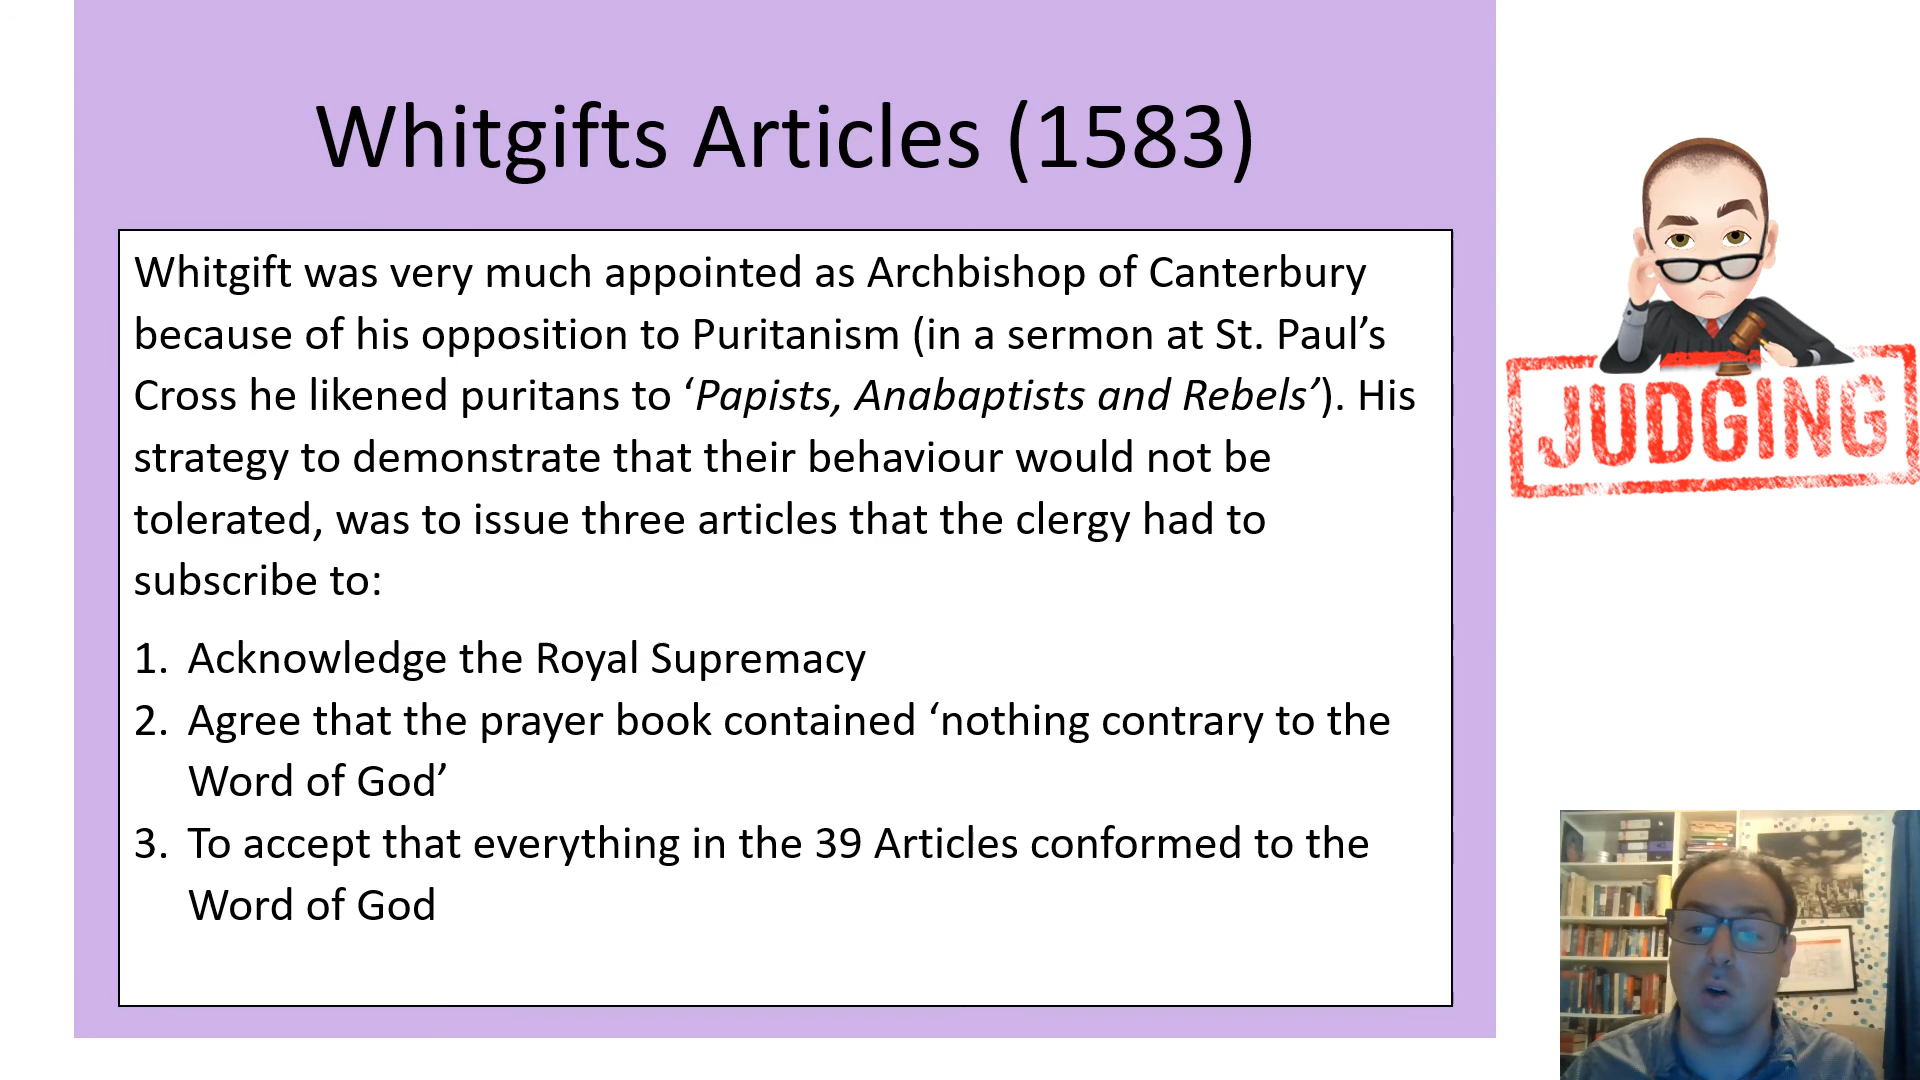 Whitgifts Articles (1583)
Whitgift was very much appointed as Archbishop of Canterbury
because of his opposition to Puritanism (in a sermon at St. Paul’s
Cross he likened puritans to ‘Papists, Anabaptists and Rebels’). His
strategy to demonstrate that their behaviour would not be
tolerated, was to issue three articles that the clergy had to
subscribe to:
1. Acknowledge the Royal Supremacy
2. Agree that the prayer book contained ‘nothing contrary to the
Word of God’
3. To accept that everything in the 39 Articles conformed to the
Word of God
JUDGING